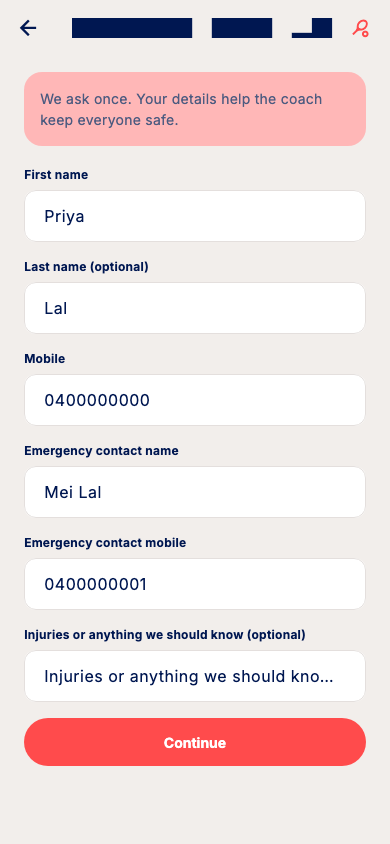 We ask once. Your details help the coach
keep everyone safe.
First name
Priya
Last name (optional)
Lal
Mobile
0400000000
Emergency contact name
Mei Lal
Emergency contact mobile
0400000001
Injuries or anything we should know (optional)
Injuries or anything we should kno...
Continue